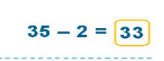 35 – 2 = 33